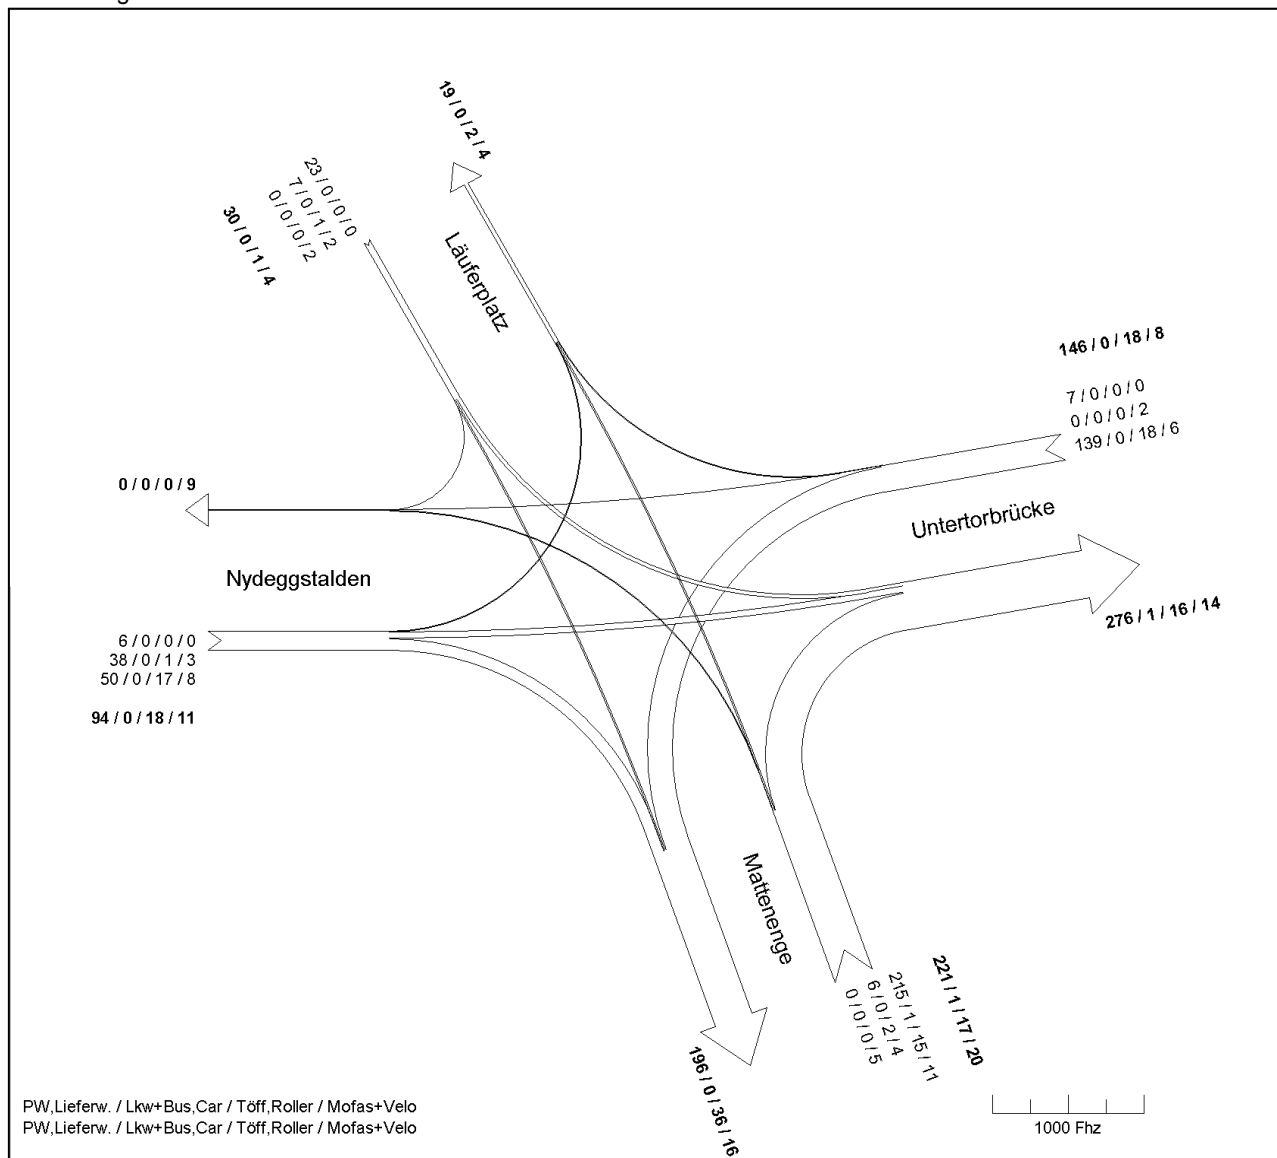 19 / 0 / 2 / 4
23 / 0 / 0 / 0
7 / 0 / 1 / 2
0 / 0 / 0 / 2
30 / 0 / 1 / 4
Läuferplatz
146 / 0 / 18 / 8
7 / 0 / 0 / 0
0 / 0 / 0 / 2
139 / 0 / 18 / 6
0 / 0 / 0 / 9
Untertorbrücke
Nydeggstalden
276 / 1 / 16 / 14
6 / 0 / 0 / 0
38 / 0 / 1 / 3
50 / 0 / 17 / 8
94 / 0 / 18 / 11
Mattenenge
221 / 1 / 17 / 20
215 / 1 / 15 / 11
6 / 0 / 2 / 4
0 / 0 / 0 / 5
196 / 0 / 36 / 16
PW,Lieferw. / Lkw+Bus,Car / Töff,Roller / Mofas+Velo
PW,Lieferw. / Lkw+Bus,Car / Töff,Roller / Mofas+Velo
1000 Fhz